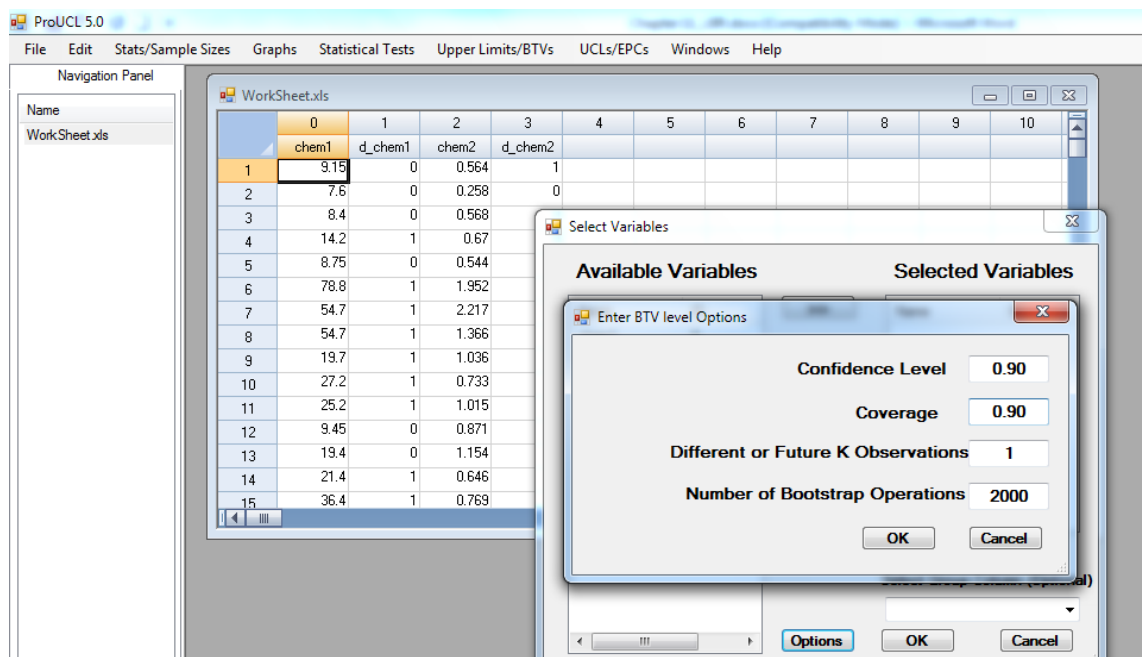 ProUCL 5.0
File Edit Stats/Sample Sizes Graphs Statistical Tests Upper Limits/BTVs UCLs/EPCs Windows Help
Navigation Panel
Name
WorkSheet.xls
WorkSheet.xls
0 1 2 3 4 5 6 7 8 9 10
chem1 d_chem1 chem2 d_chem2
1 9.15 0 0.564 1
2 7.6 0 0.258 0
3 8.4 0 0.568
4 14.2 1 0.67
5 8.75 0 0.544
6 78.8 1 1.952
7 54.7 1 2.217
8 54.7 1 1.366
9 19.7 1 1.036
10 27.2 1 0.733
11 25.2 1 1.015
12 9.45 0 0.871
13 19.4 0 1.154
14 21.4 1 0.646
15 36.4 1 0.769
Select Variables
Available Variables Selected Variables
Enter BTV level Options
Confidence Level 0.90
Coverage 0.90
Different or Future K Observations 1
Number of Bootstrap Operations 2000
OK Cancel
Options OK Cancel